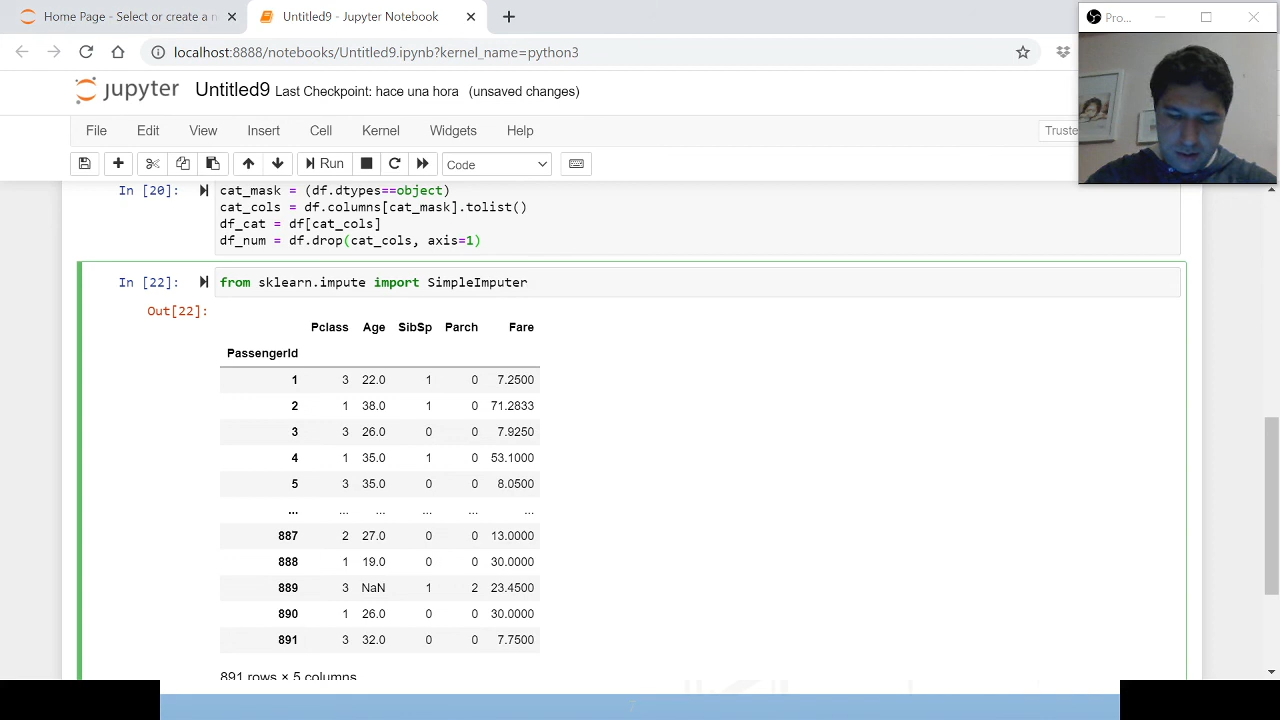 Home Page - Select or create a n
Untitled9 - Jupyter Notebook
Pro...
localhost:8888/notebooks/Untitled9.ipynb?kernel_name=python3
jupyter Untitled9 Last Checkpoint: hace una hora (unsaved changes)
File Edit View Insert Cell Kernel Widgets Help Truste
Run Code
In [20]: cat_mask = (df.dtypes==object)
cat_cols = df.columns[cat_mask].tolist()
df_cat = df[cat_cols]
df_num = df.drop(cat_cols, axis=1)
In [22]: from sklearn.impute import SimpleImputer
Out[22]:
Pclass Age SibSp Parch Fare
PassengerId
1 3 22.0 1 0 7.2500
2 1 38.0 1 0 71.2833
3 3 26.0 0 0 7.9250
4 1 35.0 1 0 53.1000
5 3 35.0 0 0 8.0500
... ... ... ... ... ...
887 2 27.0 0 0 13.0000
888 1 19.0 0 0 30.0000
889 3 NaN 1 2 23.4500
890 1 26.0 0 0 30.0000
891 3 32.0 0 0 7.7500
891 rows × 5 columns